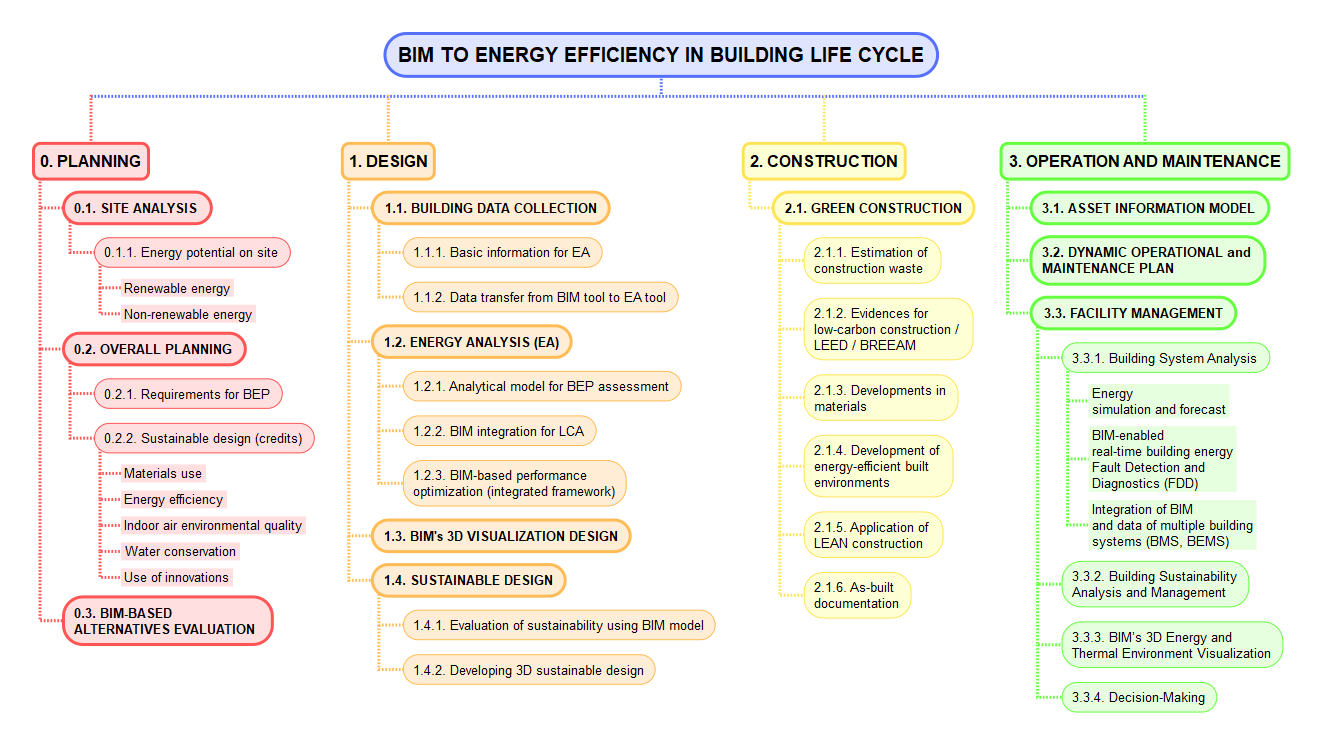 BIM TO ENERGY EFFICIENCY IN BUILDING LIFE CYCLE
0. PLANNING
0.1. SITE ANALYSIS
0.1.1. Energy potential on site
Renewable energy
Non-renewable energy
0.2. OVERALL PLANNING
0.2.1. Requirements for BEP
0.2.2. Sustainable design (credits)
Materials use
Energy efficiency
Indoor air environmental quality
Water conservation
Use of innovations
0.3. BIM-BASED
ALTERNATIVES EVALUATION
1. DESIGN
1.1. BUILDING DATA COLLECTION
1.1.1. Basic information for EA
1.1.2. Data transfer from BIM tool to EA tool
1.2. ENERGY ANALYSIS (EA)
1.2.1. Analytical model for BEP assessment
1.2.2. BIM integration for LCA
1.2.3. BIM-based performance
optimization (integrated framework)
1.3. BIM's 3D VISUALIZATION DESIGN
1.4. SUSTAINABLE DESIGN
1.4.1. Evaluation of sustainability using BIM model
1.4.2. Developing 3D sustainable design
2. CONSTRUCTION
2.1. GREEN CONSTRUCTION
2.1.1. Estimation of
construction waste
2.1.2. Evidences for
low-carbon construction /
LEED / BREEAM
2.1.3. Developments in
materials
2.1.4. Development of
energy-efficient built
environments
2.1.5. Application of
LEAN construction
2.1.6. As-built
documentation
3. OPERATION AND MAINTENANCE
3.1. ASSET INFORMATION MODEL
3.2. DYNAMIC OPERATIONAL and
MAINTENANCE PLAN
3.3. FACILITY MANAGEMENT
3.3.1. Building System Analysis
Energy
simulation and forecast
BIM-enabled
real-time building energy
Fault Detection and
Diagnostics (FDD)
Integration of BIM
and data of multiple building
systems (BMS, BEMS)
3.3.2. Building Sustainability
Analysis and Management
3.3.3. BIM's 3D Energy and
Thermal Environment Visualization
3.3.4. Decision-Making